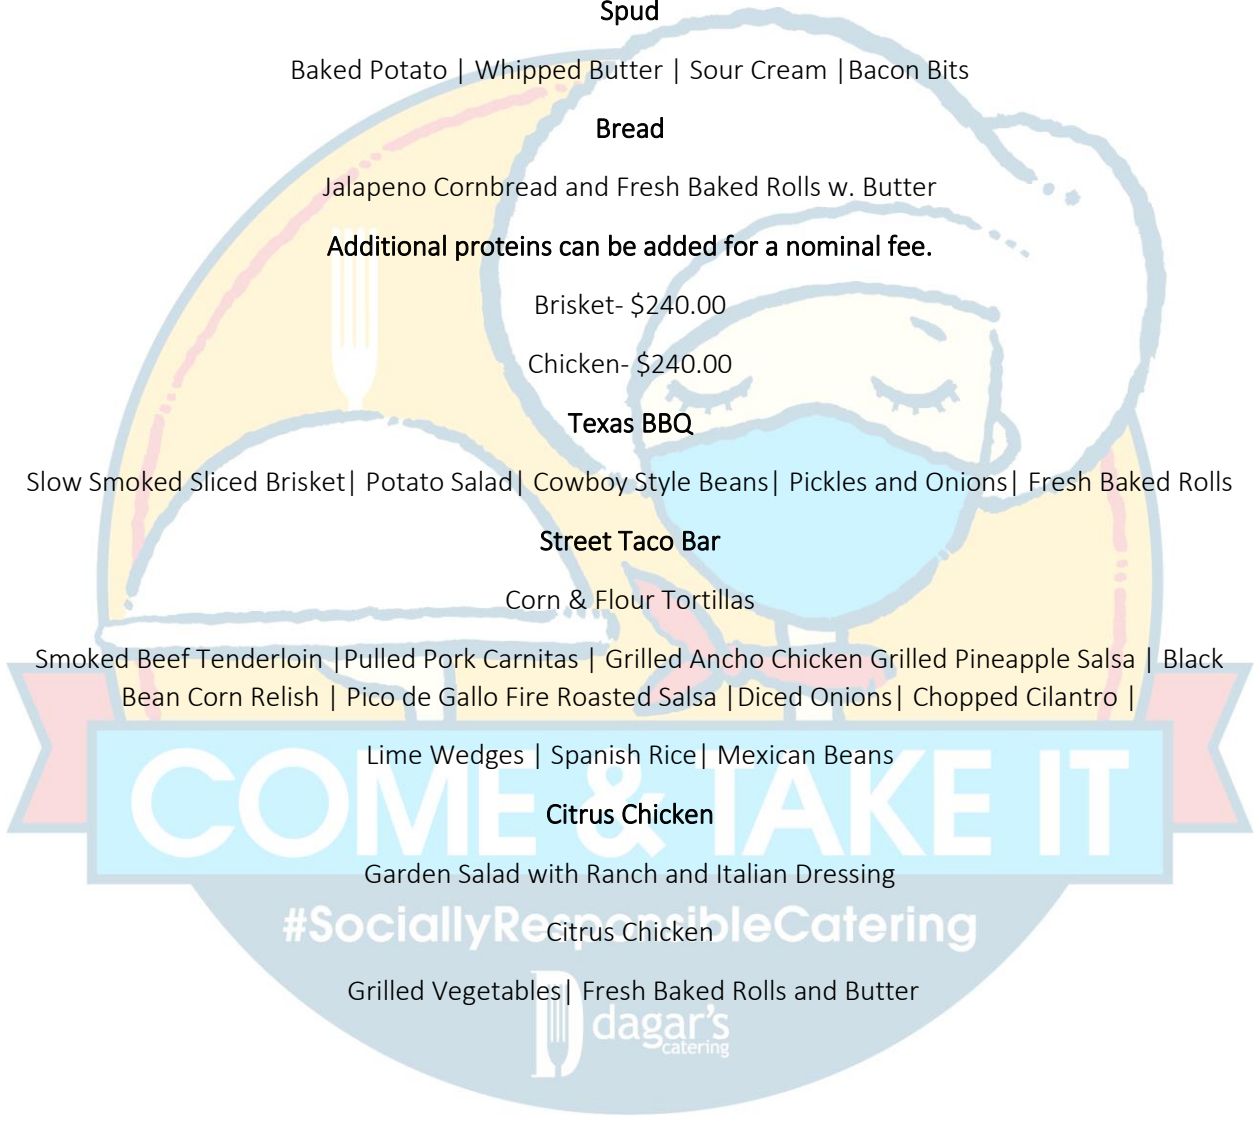 Spud
Baked Potato | Whipped Butter | Sour Cream |Bacon Bits
Bread
Jalapeno Cornbread and Fresh Baked Rolls w. Butter
Additional proteins can be added for a nominal fee.
Brisket- $240.00
Chicken- $240.00
Texas BBQ
Slow Smoked Sliced Brisket| Potato Salad| Cowboy Style Beans| Pickles and Onions| Fresh Baked Rolls
Street Taco Bar
Corn & Flour Tortillas
Smoked Beef Tenderloin |Pulled Pork Carnitas | Grilled Ancho Chicken Grilled Pineapple Salsa | Black
Bean Corn Relish | Pico de Gallo Fire Roasted Salsa |Diced Onions| Chopped Cilantro |
Lime Wedges | Spanish Rice| Mexican Beans
COME & TAKE IT
Citrus Chicken
Garden Salad with Ranch and Italian Dressing
#SociallyResponsibleCatering
Citrus Chicken
Grilled Vegetables| Fresh Baked Rolls and Butter
D dagar's
catering